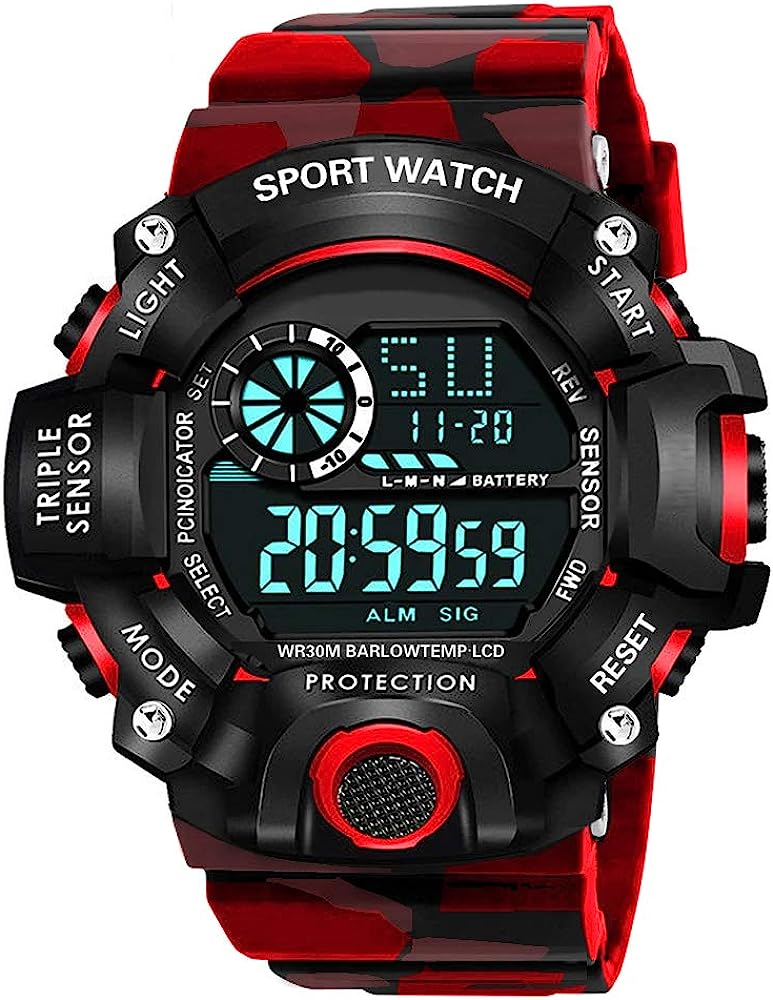 SPORT WATCH
LIGHT
START
10
0
-10
SU
11-20
SET
REV
L-M-N BATTERY
TRIPLE
SENSOR
PCINOICATOR
SENSOR
20:59 59
ALM SIG
SELECT
FWD
WR30M BARLOWTEMP·LCD
PROTECTION
MODE
RESET